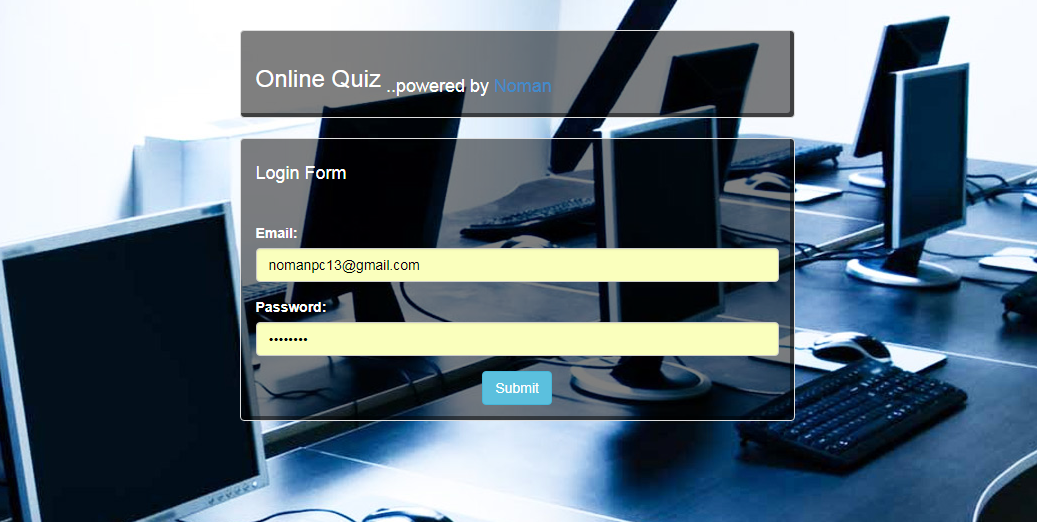 Online Quiz ..powered by Noman
Login Form
Email:
nomanpc13@gmail.com
Password:
••••••••
Submit